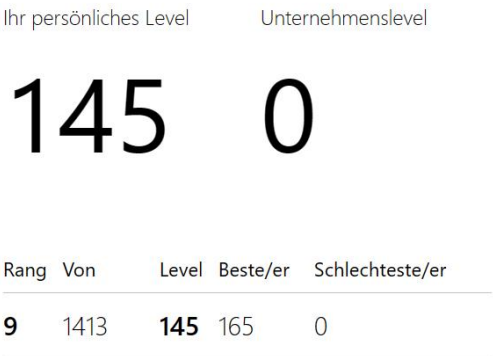 Ihr persönliches Level Unternehmenslevel
145 0
Rang Von Level Beste/er Schlechteste/er
9 1413 145 165 0